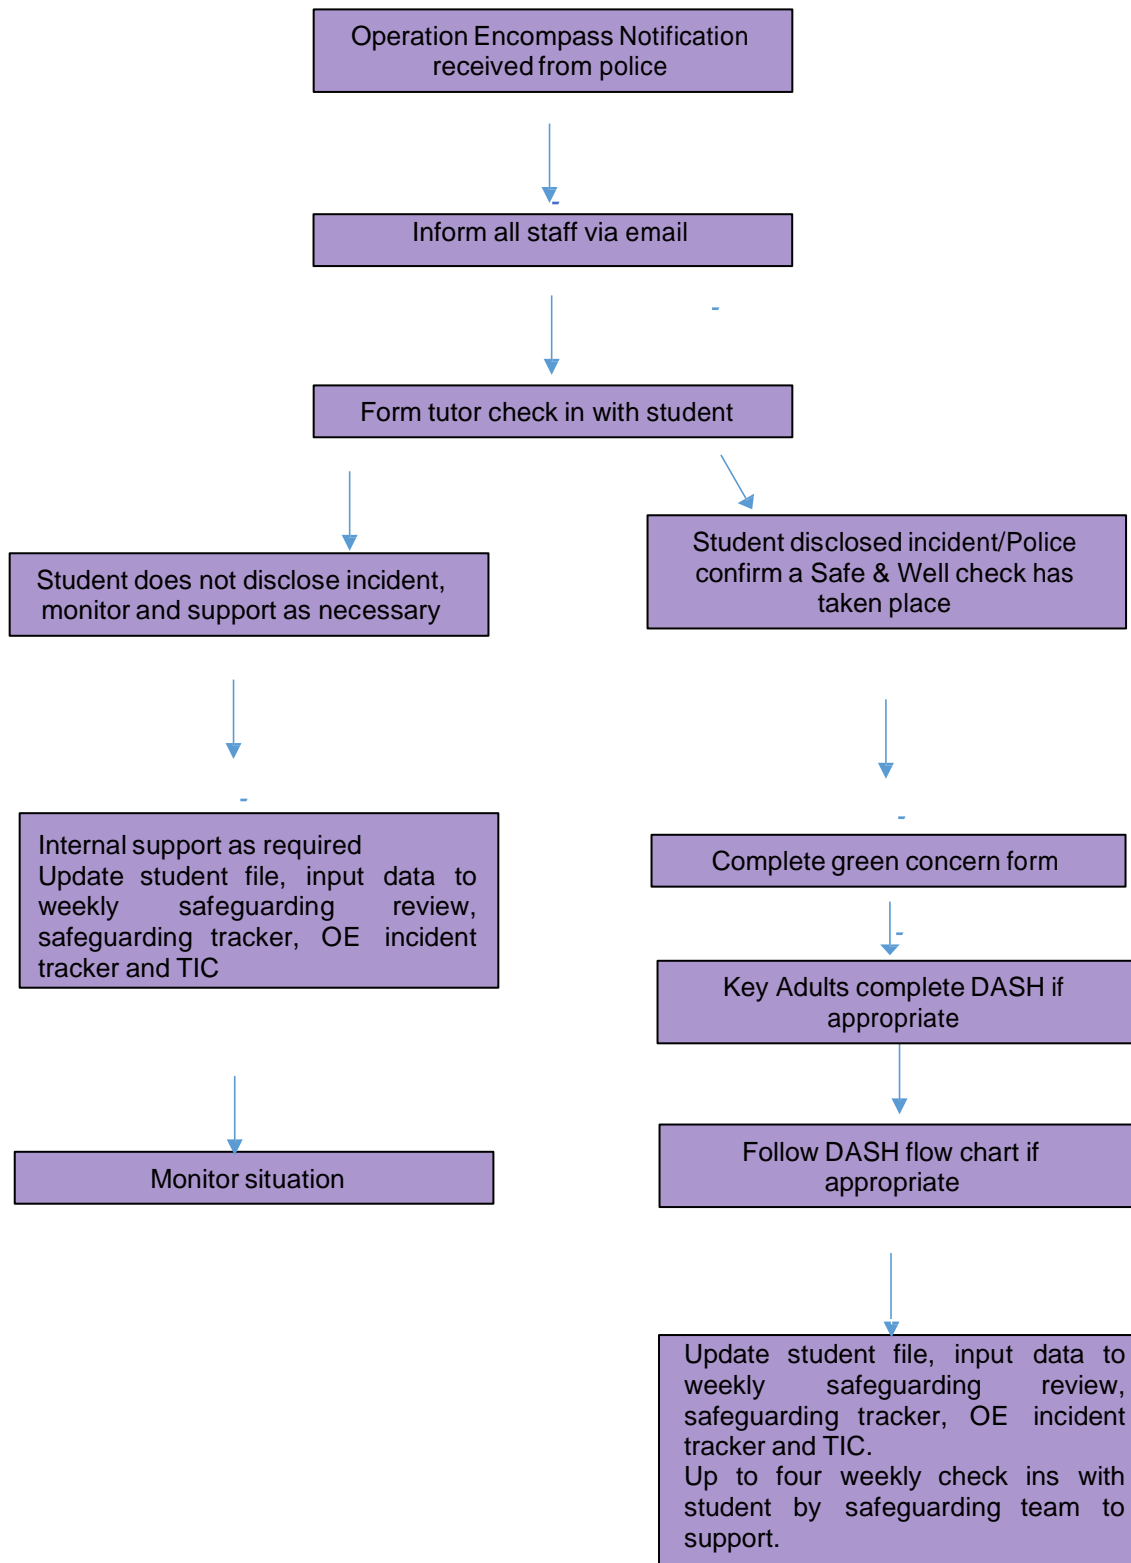 Operation Encompass Notification
received from police
Inform all staff via email
Form tutor check in with student
Student does not disclose incident,
monitor and support as necessary
Student disclosed incident/Police
confirm a Safe & Well check has
taken place
Internal support as required
Update student file, input data to
weekly safeguarding review,
safeguarding tracker, OE incident
tracker and TIC
Complete green concern form
Key Adults complete DASH if
appropriate
Monitor situation
Follow DASH flow chart if
appropriate
Update student file, input data to
weekly safeguarding review,
safeguarding tracker, OE incident
tracker and TIC.
Up to four weekly check ins with
student by safeguarding team to
support.